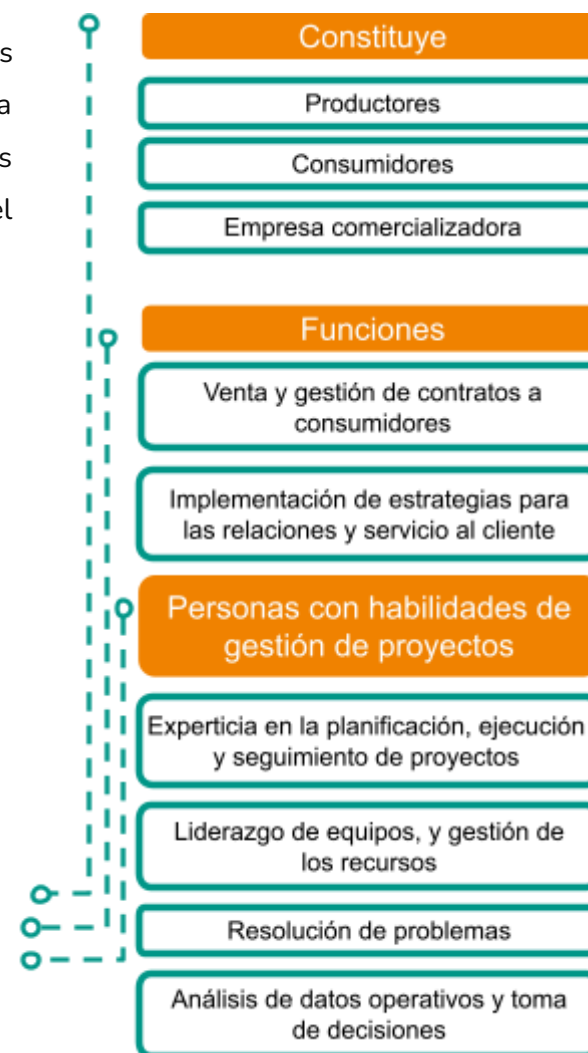 s
a
s
el
Constituye
Productores
Consumidores
Empresa comercializadora
Funciones
Venta y gestión de contratos a
consumidores
Implementación de estrategias para
las relaciones y servicio al cliente
Personas con habilidades de
gestión de proyectos
Experticia en la planificación, ejecución
y seguimiento de proyectos
Liderazgo de equipos, y gestión de
los recursos
Resolución de problemas
Análisis de datos operativos y toma
de decisiones